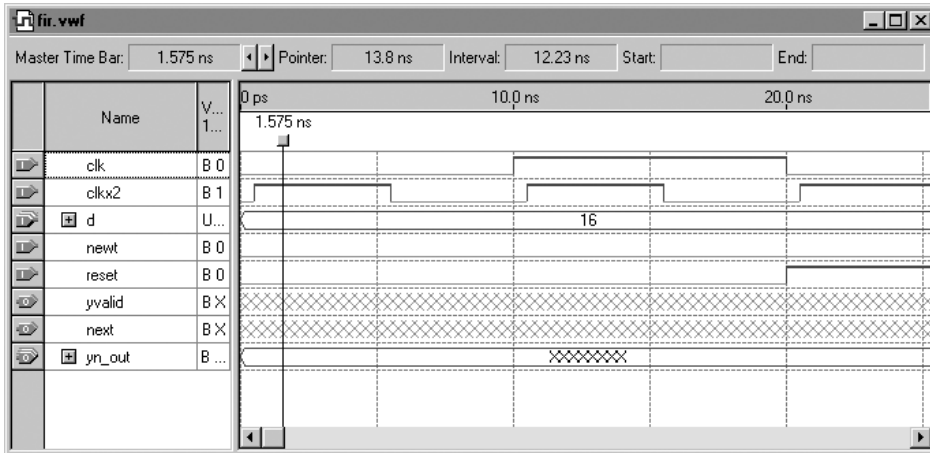 fir.vwf
Master Time Bar: 1.575 ns Pointer: 13.8 ns Interval: 12.23 ns Start: End:
Name V... 1... 0 ps 10.0 ns 20.0 ns
1.575 ns
clk B 0
clkx2 B 1
d U... 16
newt B 0
reset B 0
yvalid B X
next B X
yn_out B ...